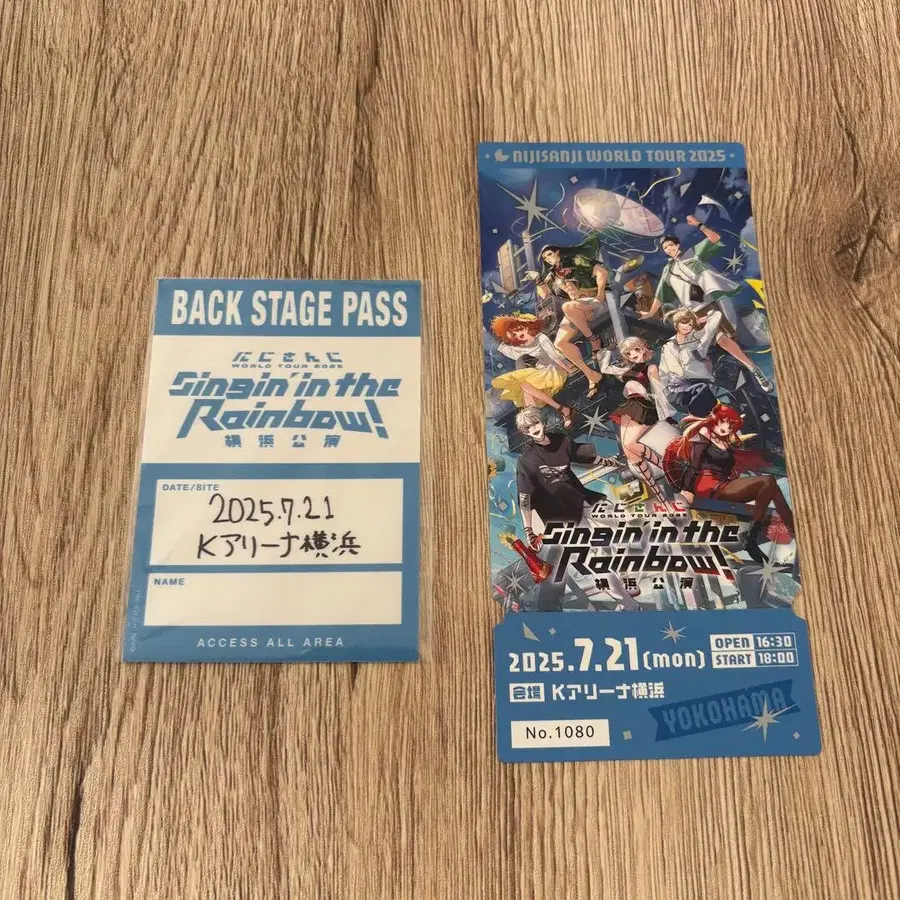 BACK STAGE PASS
にじさんじ
WORLD TOUR 2025
Singin' in the
Rainbow!
横浜公演
DATE/SITE
2025.7.21
Kアリーナ横浜
NAME
ACCESS ALL AREA
NIJISANJI WORLD TOUR 2025
にじさんじ
WORLD TOUR 2025
Singin' in the
Rainbow!
横浜公演
2025.7.21(mon)
OPEN 16:30
START 18:00
会場 Kアリーナ横浜
YOKOHAMA
No.1080